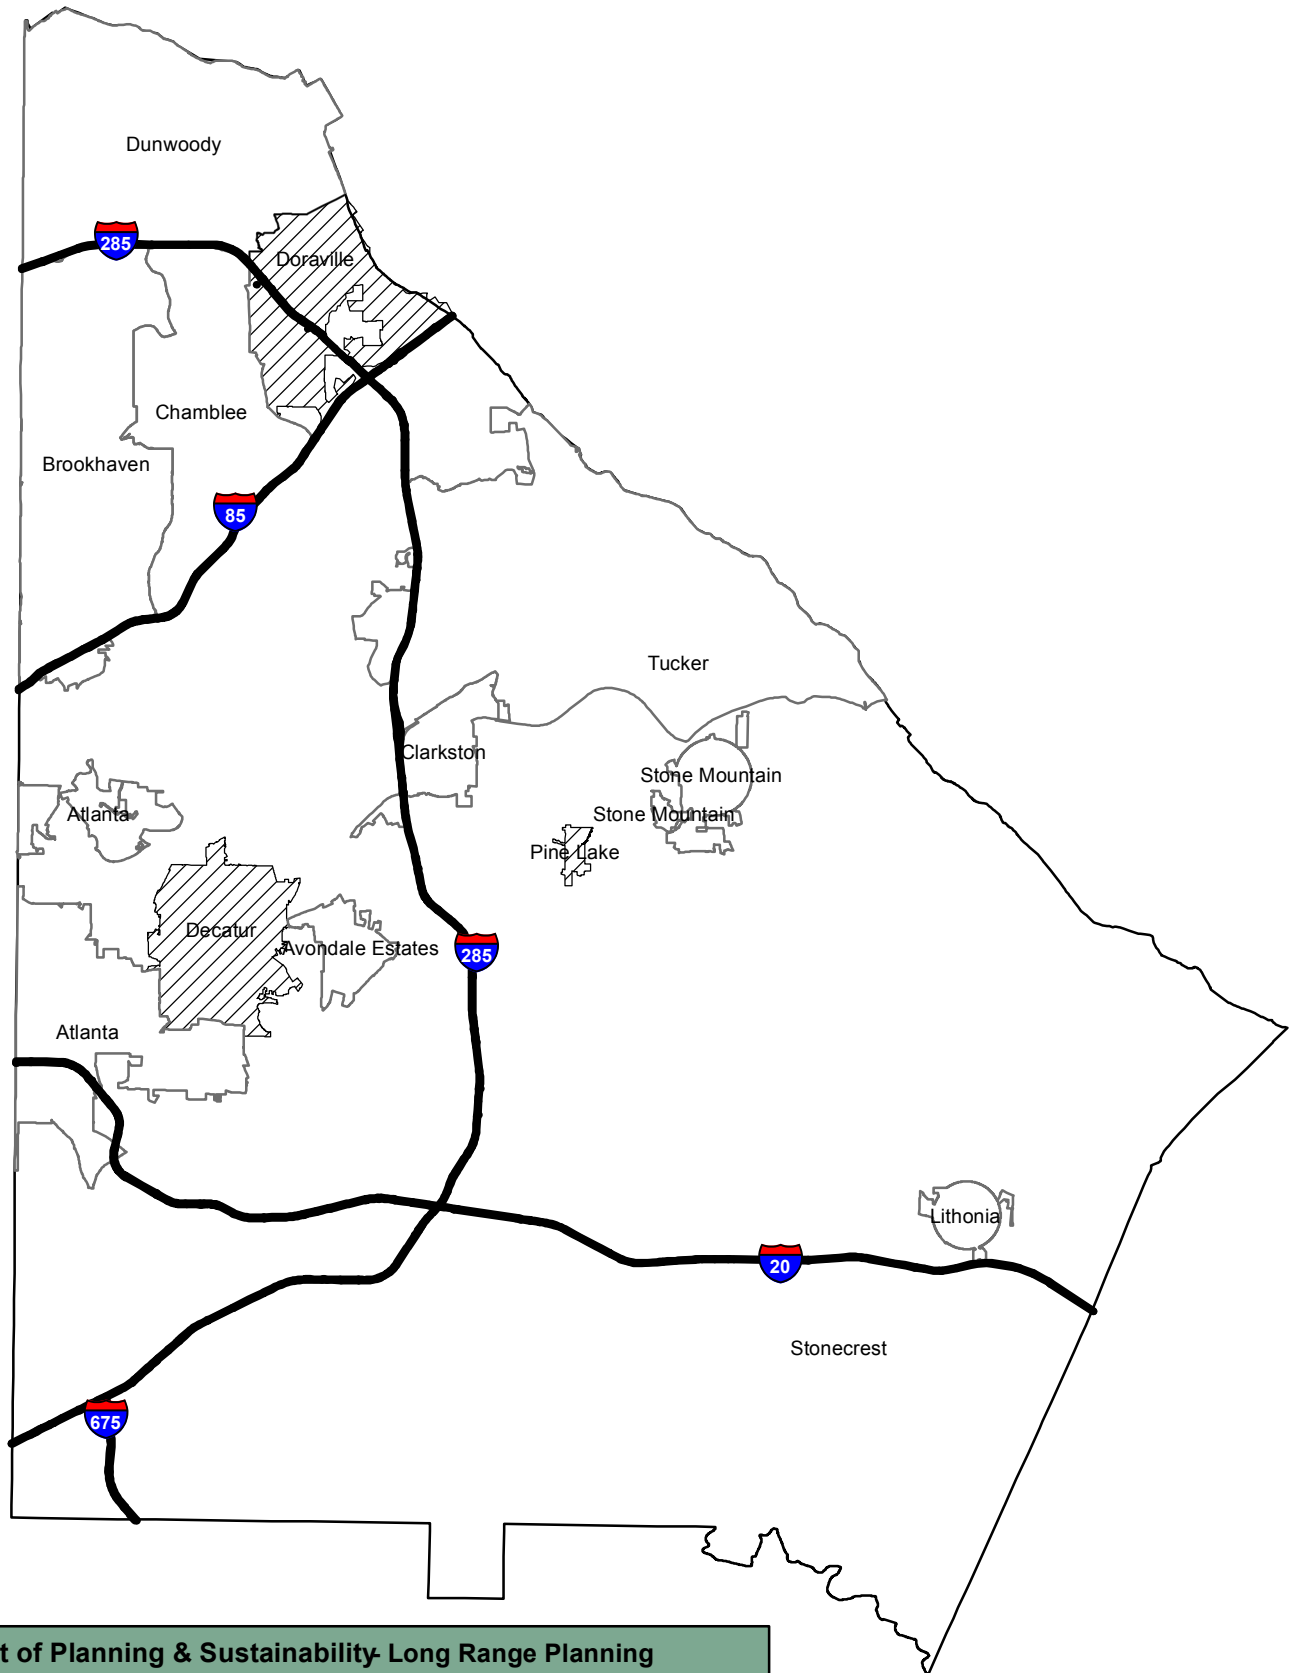 Dunwoody
285
Doraville
Chamblee
Brookhaven
85
Tucker
Clarkston
Stone Mountain
Atlanta
Stone Mountain
Pine Lake
Decatur
Avondale Estates
285
Atlanta
Lithonia
20
Stonecrest
675
t of Planning & Sustainability- Long Range Planning